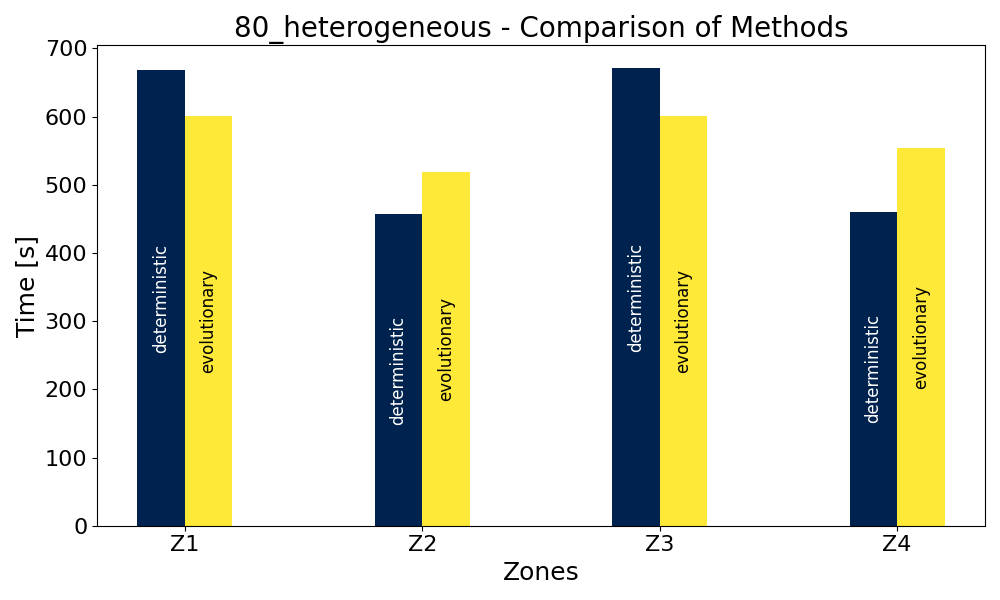 80_heterogeneous - Comparison of Methods
Time [s]
700
600
500
400
300
200
100
0
deterministic
evolutionary
deterministic
evolutionary
deterministic
evolutionary
deterministic
evolutionary
Z1
Z2
Z3
Z4
Zones